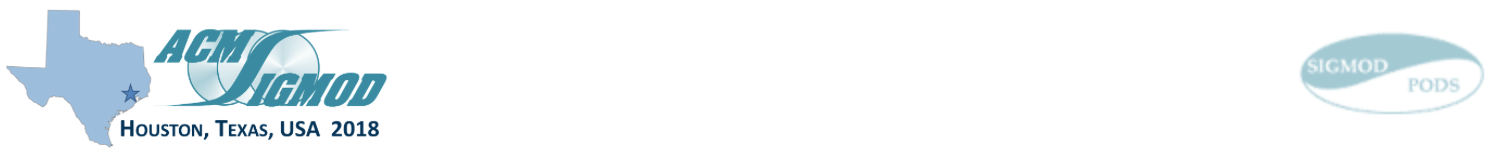 ACM
SIGMOD
HOUSTON, TEXAS, USA 2018
SIGMOD
PODS